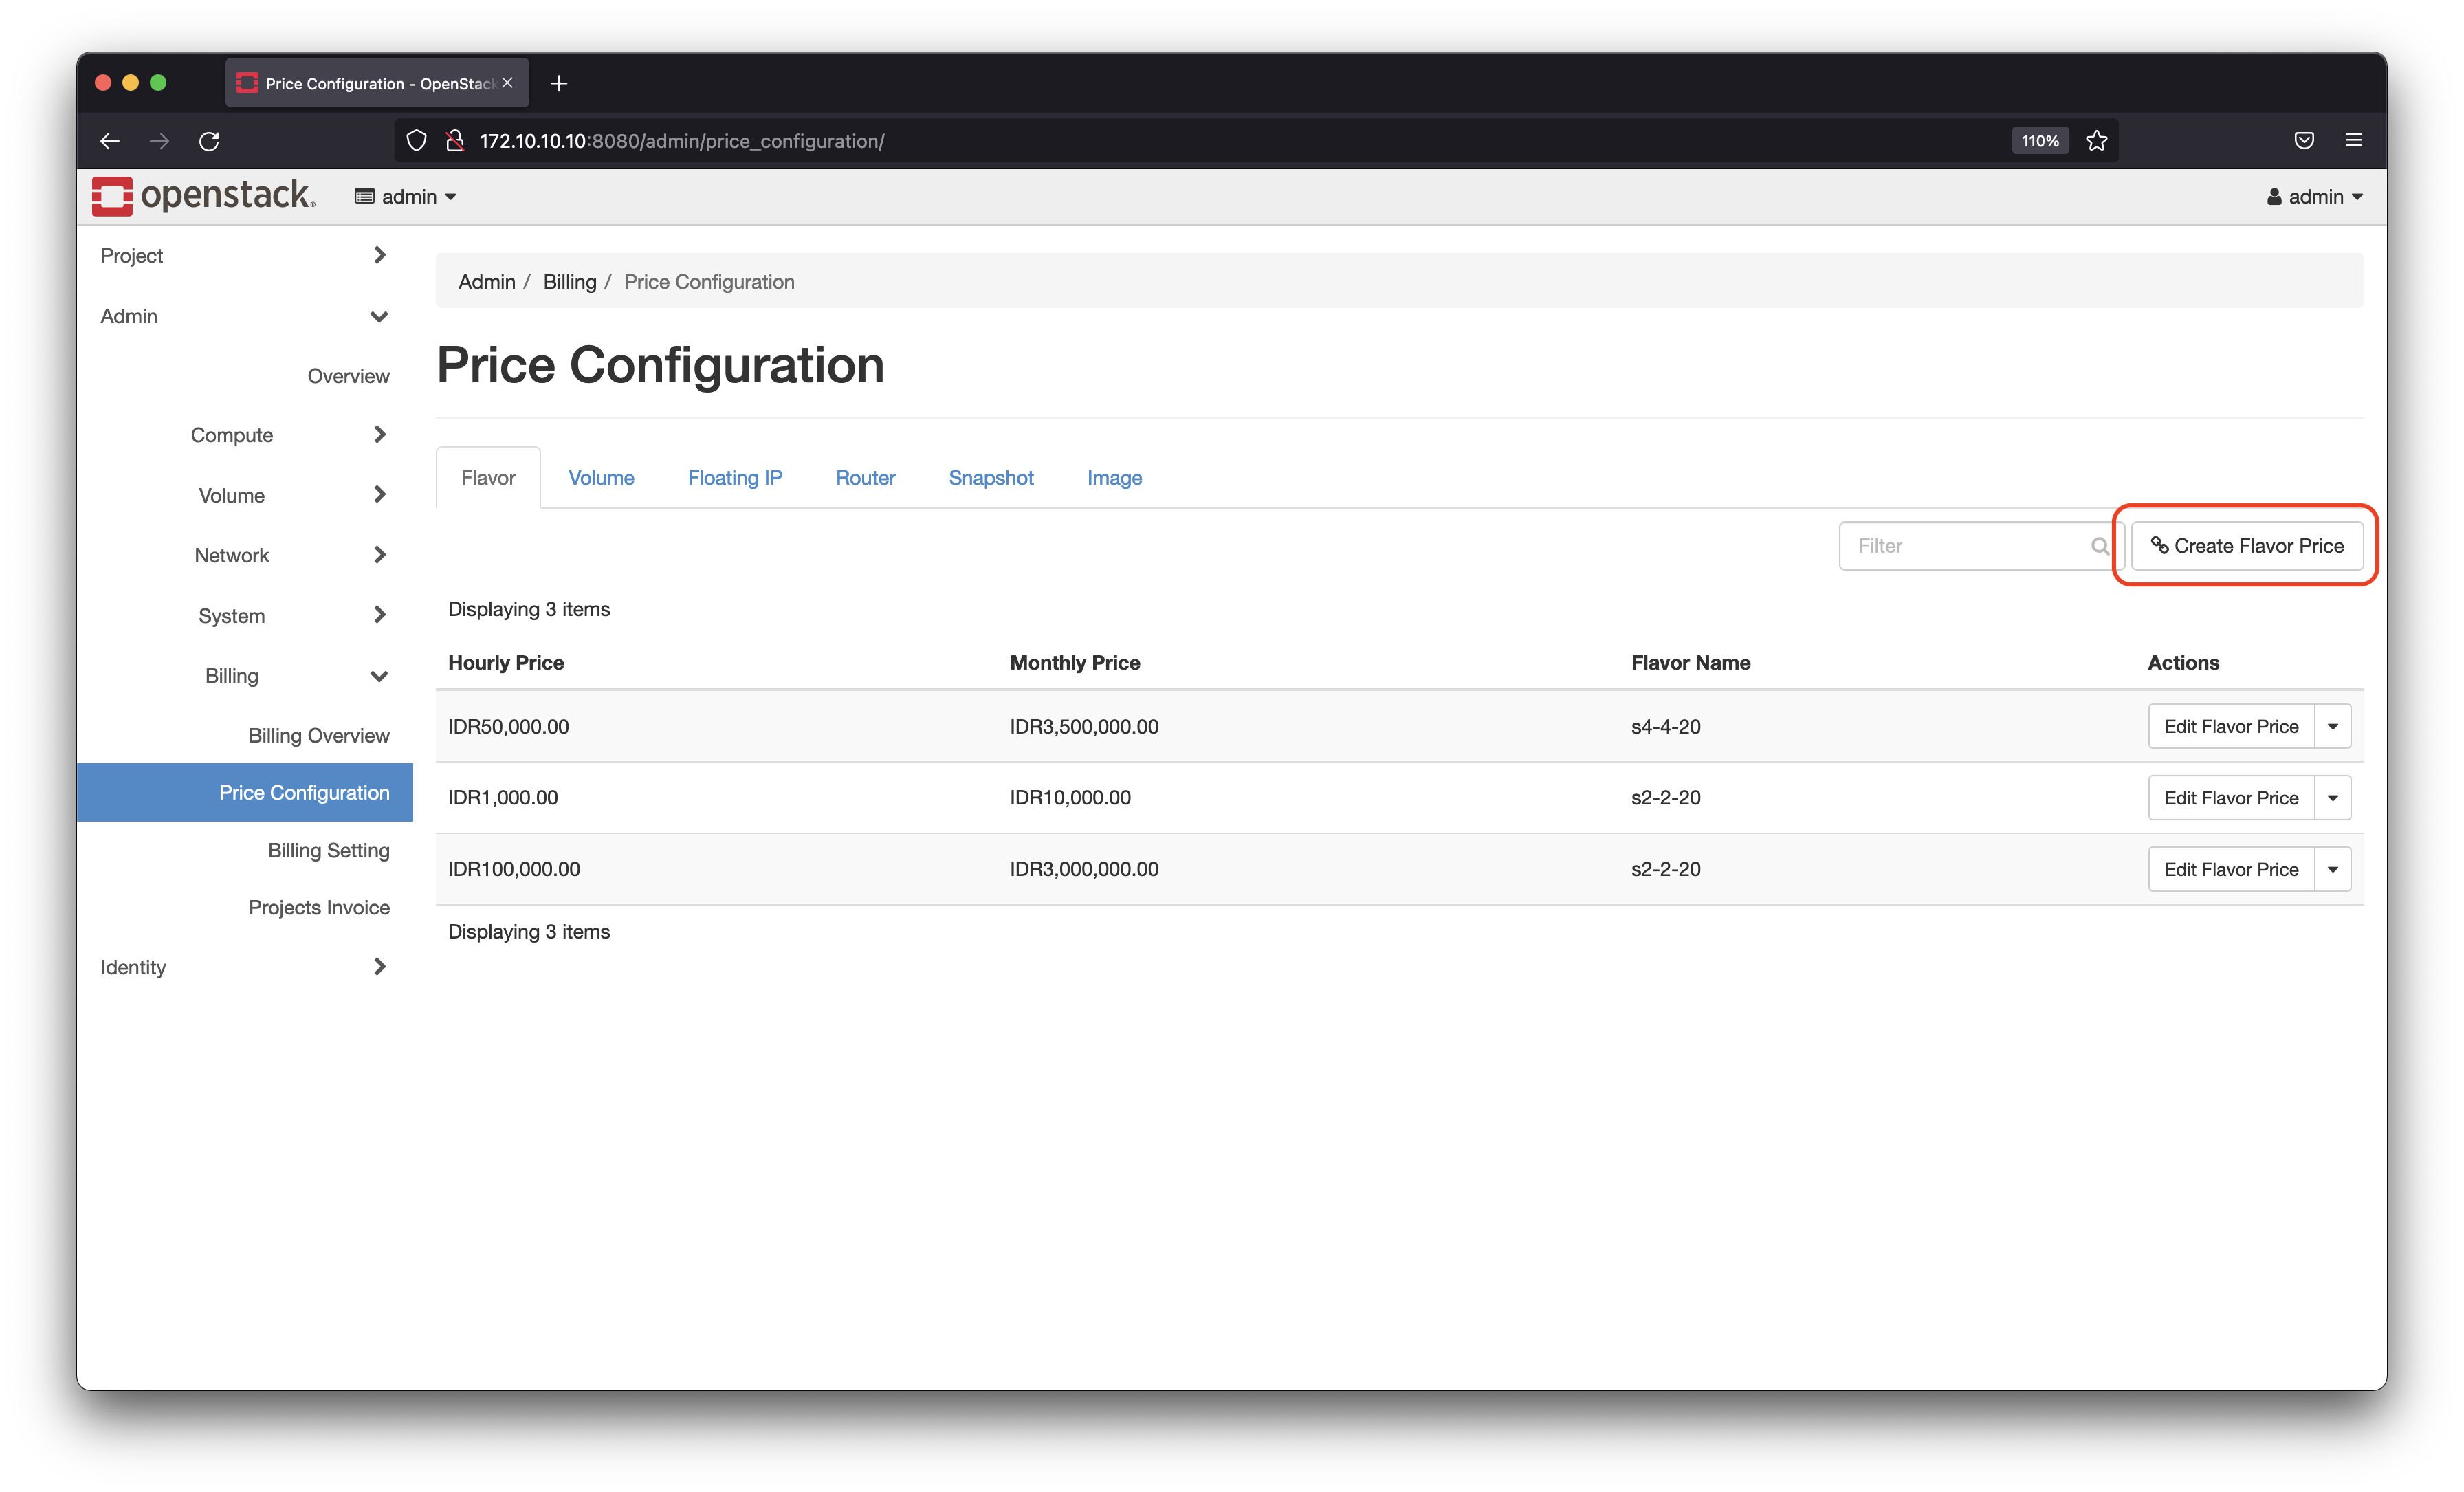 Price Configuration - OpenStack
172.10.10.10:8080/admin/price_configuration/
110%
openstack.
admin
admin
Project
Admin
Overview
Compute
Volume
Network
System
Billing
Billing Overview
Price Configuration
Billing Setting
Projects Invoice
Identity
Admin / Billing / Price Configuration
Price Configuration
Flavor Volume Floating IP Router Snapshot Image
Filter
Create Flavor Price
Displaying 3 items
Hourly Price Monthly Price Flavor Name Actions
IDR50,000.00 IDR3,500,000.00 s4-4-20 Edit Flavor Price
IDR1,000.00 IDR10,000.00 s2-2-20 Edit Flavor Price
IDR100,000.00 IDR3,000,000.00 s2-2-20 Edit Flavor Price
Displaying 3 items